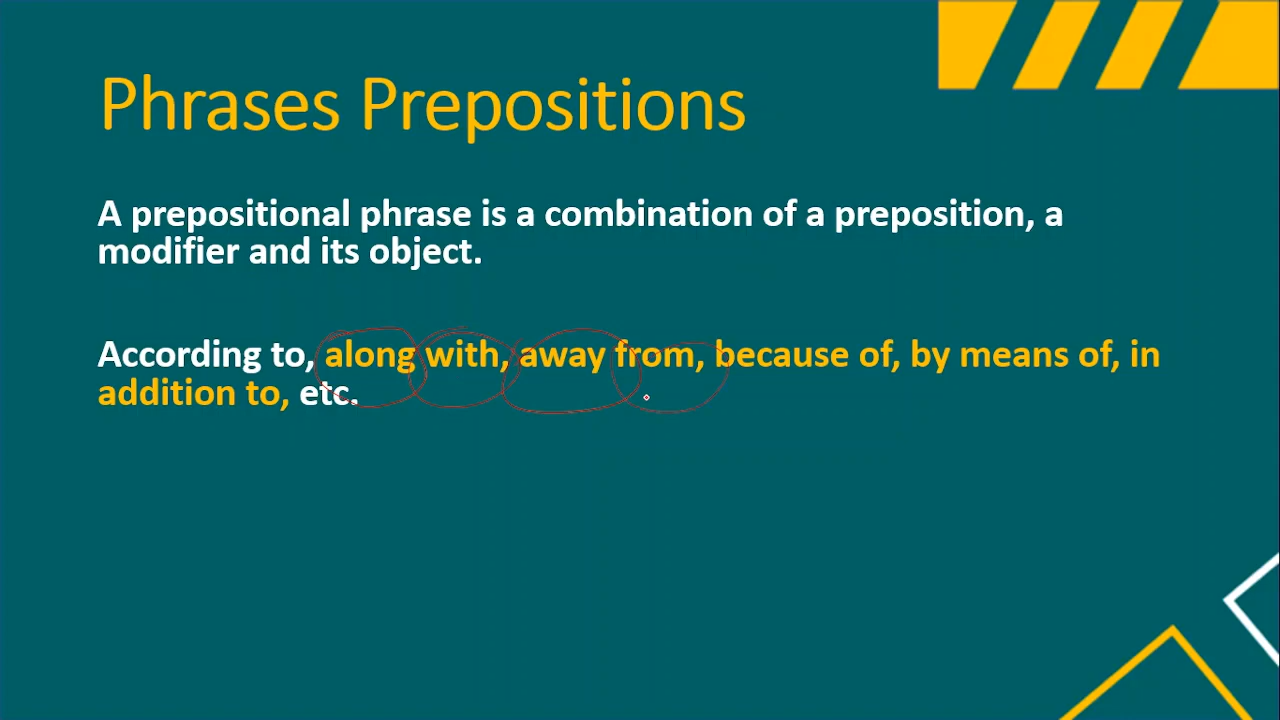 Phrases Prepositions
A prepositional phrase is a combination of a preposition, a
modifier and its object.
According to, along with, away from, because of, by means of, in
addition to, etc.